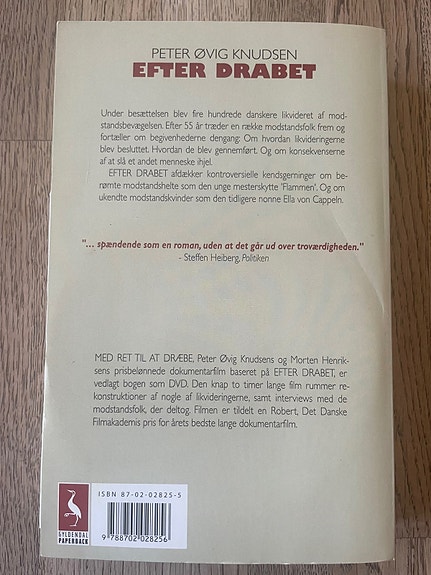 PETER ØVIG KNUDSEN
EFTER DRABET
Under besættelsen blev fire hundrede danskere likvideret af mod-
standsbevægelsen. Efter 55 år træder en række modstandsfolk frem og
fortæller om begivenhederne dengang: Om hvordan likvideringerne
blev besluttet. Hvordan de blev gennemført. Og om konsekvenserne
af at slå et andet menneske ihjel.
EFTER DRABET afdækker kontroversielle kendsgerninger om be-
rømte modstandshelte som den unge mesterskytte 'Flammen'. Og om
ukendte modstandskvinder som den tidligere nonne Ella von Cappeln.
"... spændende som en roman, uden at det går ud over troværdigheden."
- Steffen Heiberg, Politiken
MED RET TIL AT DRÆBE, Peter Øvig Knudsens og Morten Henrik-
sens prisbelønnede dokumentarfilm baseret på EFTER DRABET, er
vedlagt bogen som DVD. Den knap to timer lange film rummer re-
konstruktioner af nogle af likvideringerne, samt interviews med de
modstandsfolk, der deltog. Filmen er tildelt en Robert, Det Danske
Filmakademis pris for årets bedste lange dokumentarfilm.
ISBN 87-02-02825-5
9 788702 028256
GYLDENDAL
PAPERBACK